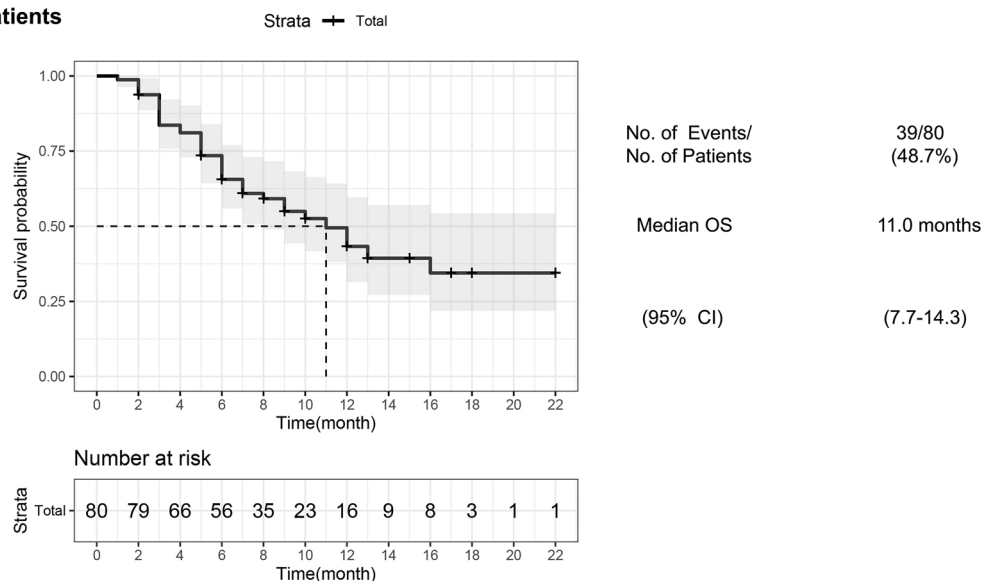 tients
Strata Total
Survival probability
1.00
0.75
0.50
0.25
0.00
0 2 4 6 8 10 12 14 16 18 20 22
Time(month)
No. of Events/ 39/80
No. of Patients (48.7%)
Median OS 11.0 months
(95% CI) (7.7-14.3)
Number at risk
Strata
Total 80 79 66 56 35 23 16 9 8 3 1 1
0 2 4 6 8 10 12 14 16 18 20 22
Time(month)